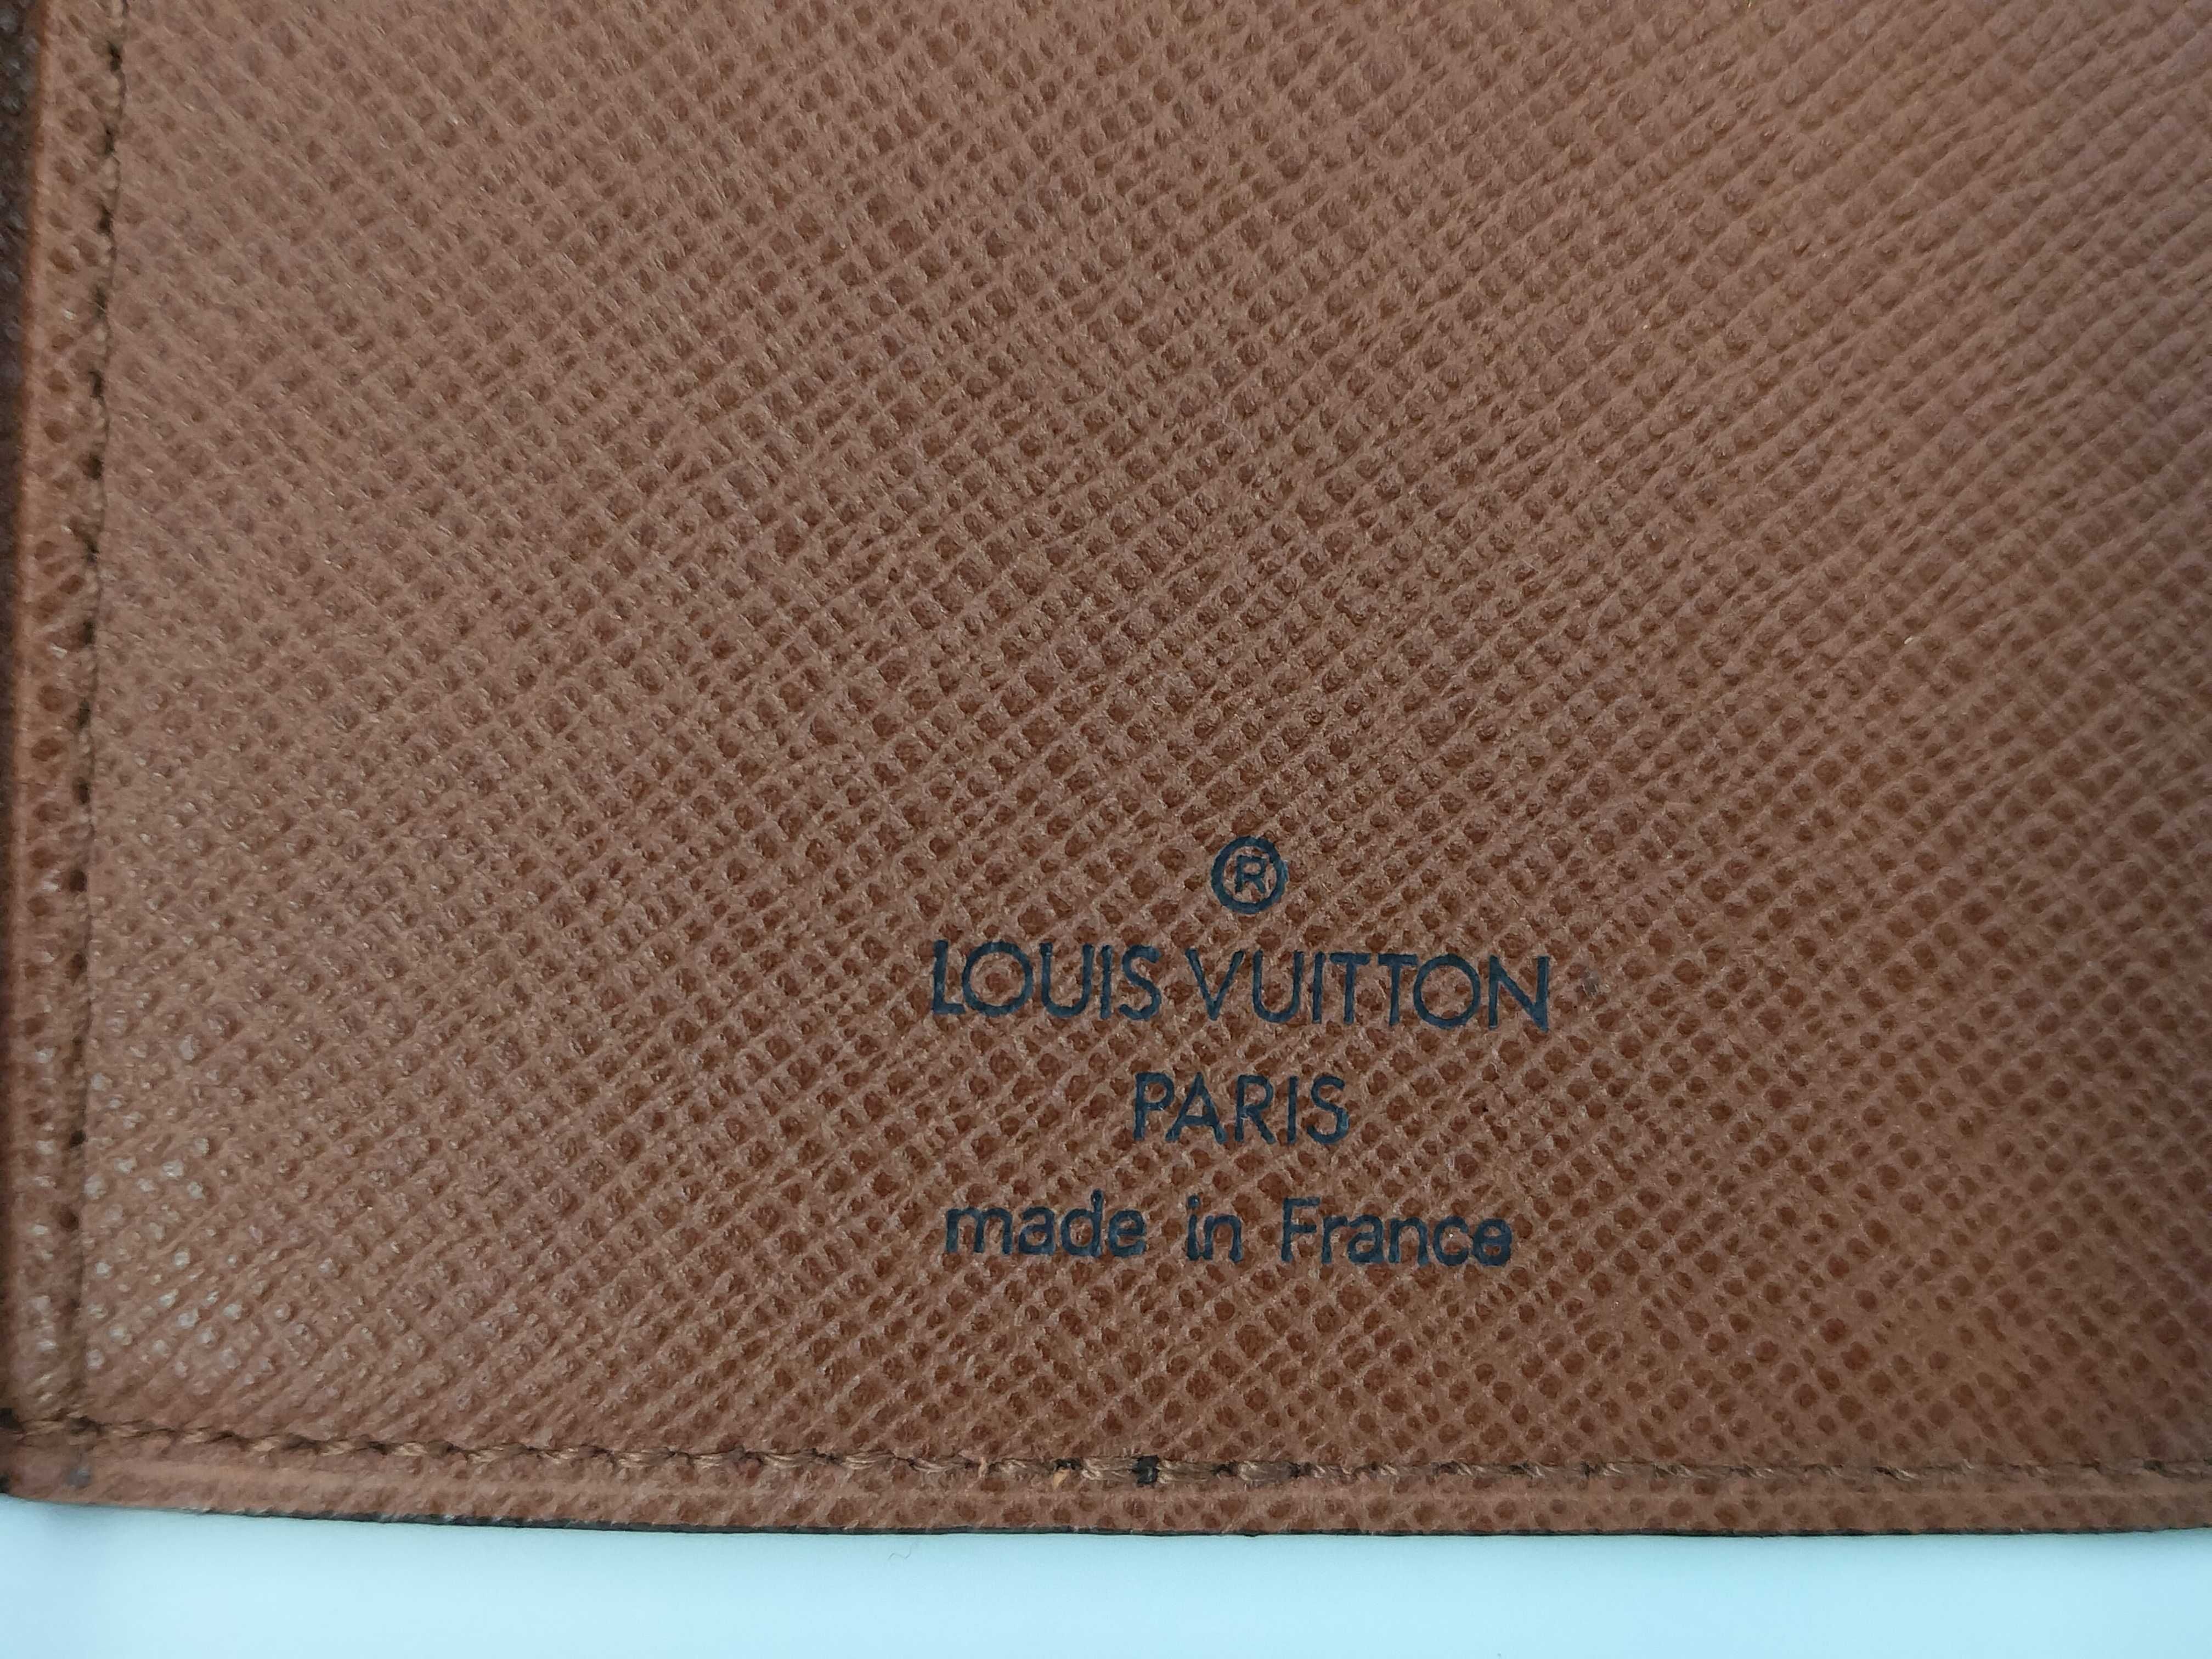 ®
LOUIS VUITTON
PARIS
made in France